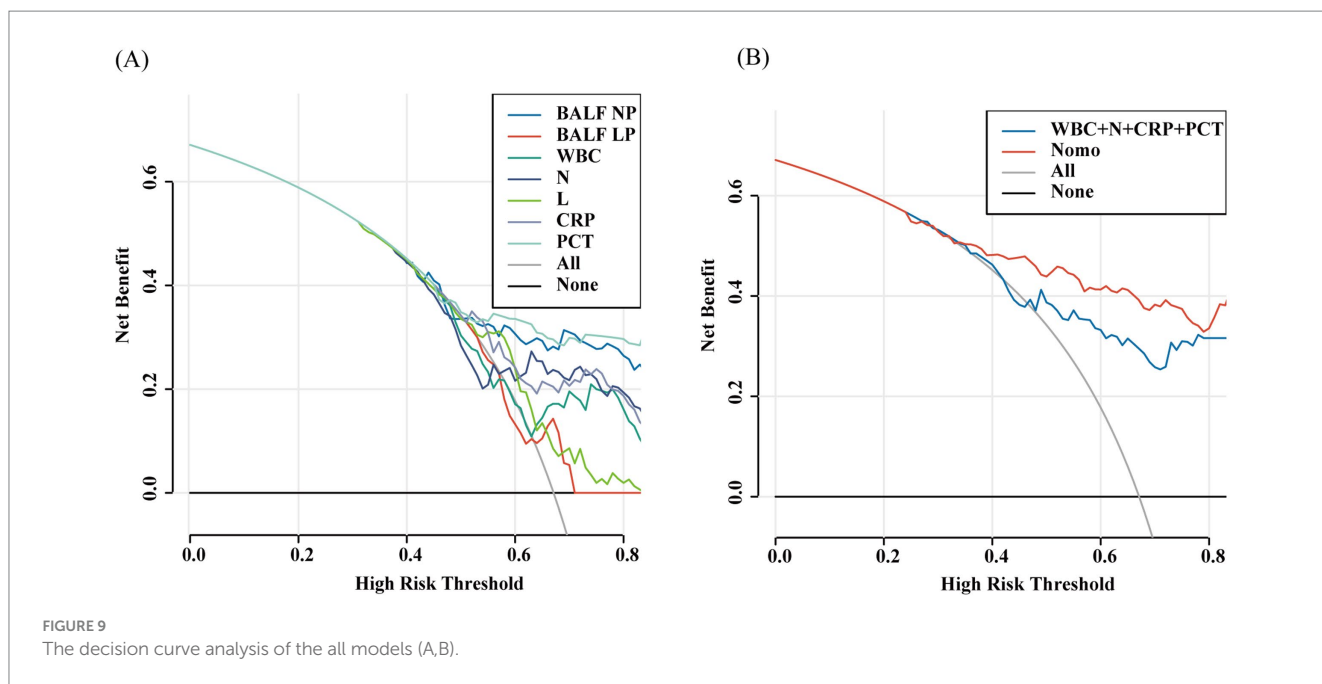 (A)
BALF NP
BALF LP
WBC
N
L
CRP
PCT
All
None
Net Benefit
0.6
0.4
0.2
0.0
0.0 0.2 0.4 0.6 0.8
High Risk Threshold
(B)
WBC+N+CRP+PCT
Nomo
All
None
Net Benefit
0.6
0.4
0.2
0.0
0.0 0.2 0.4 0.6 0.8
High Risk Threshold
FIGURE 9
The decision curve analysis of the all models (A,B).